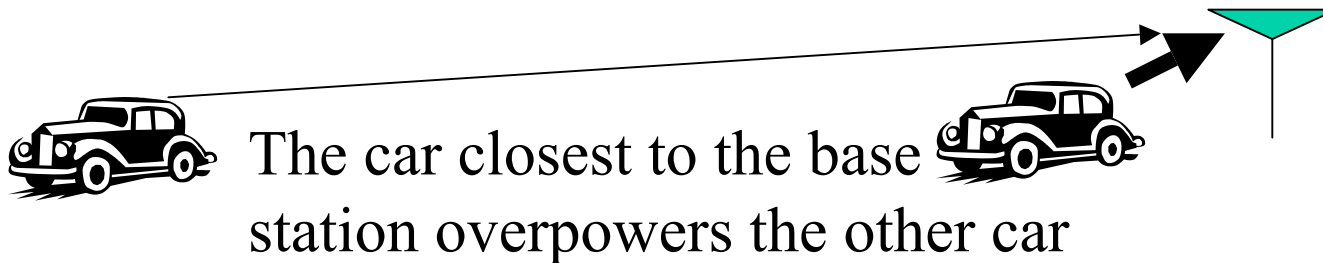 The car closest to the base
station overpowers the other car